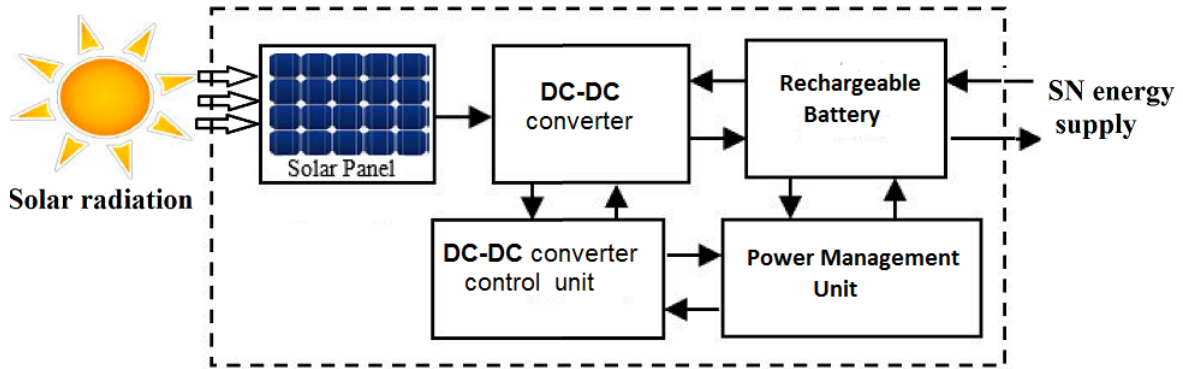 Solar radiation
Solar Panel
DC-DC
converter
Rechargeable
Battery
SN energy
supply
DC-DC converter
control unit
Power Management
Unit